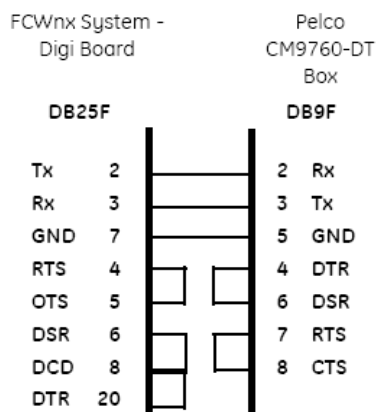 FCWnx System - Pelco
Digi Board CM9760-DT
Box
DB25F DB9F
Tx 2 2 Rx
Rx 3 3 Tx
GND 7 5 GND
RTS 4 4 DTR
OTS 5 6 DSR
DSR 6 7 RTS
DCD 8 8 CTS
DTR 20